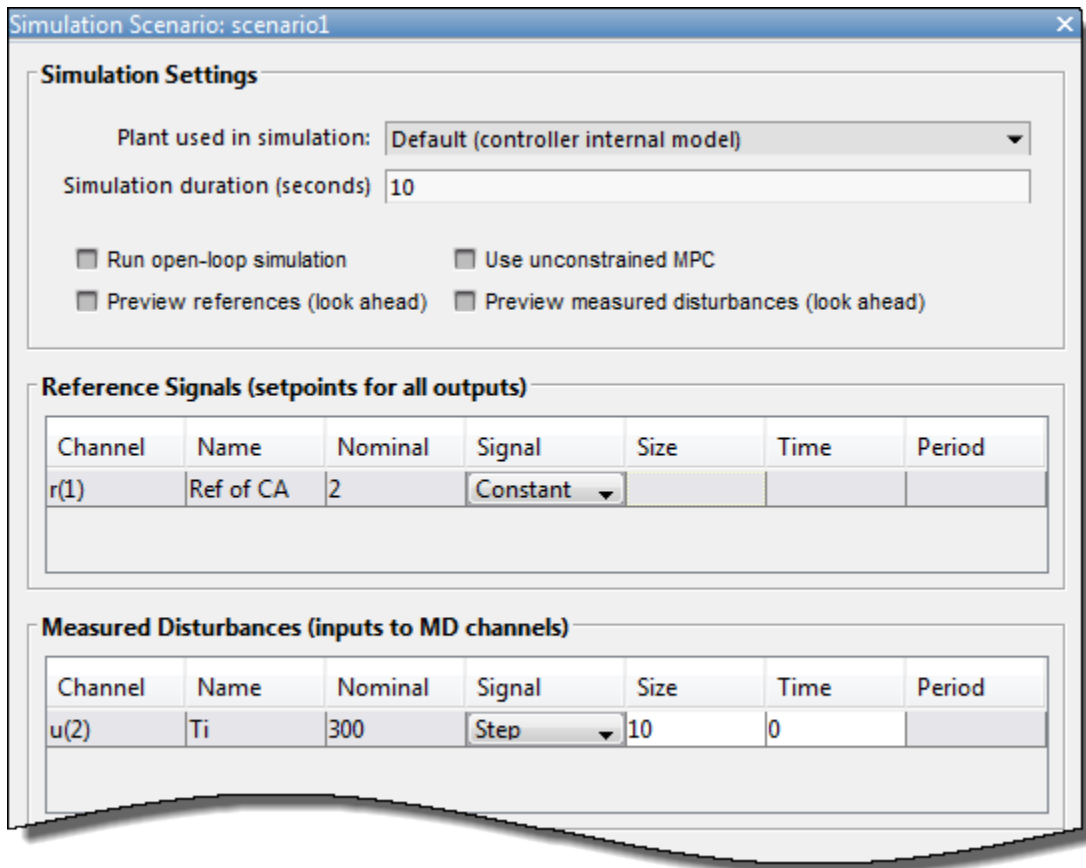 Simulation Scenario: scenario1
Simulation Settings
Plant used in simulation: Default (controller internal model)
Simulation duration (seconds) 10
Run open-loop simulation Use unconstrained MPC
Preview references (look ahead) Preview measured disturbances (look ahead)
Reference Signals (setpoints for all outputs)
Channel Name Nominal Signal Size Time Period
r(1) Ref of CA 2 Constant
Measured Disturbances (inputs to MD channels)
Channel Name Nominal Signal Size Time Period
u(2) Ti 300 Step 10 0